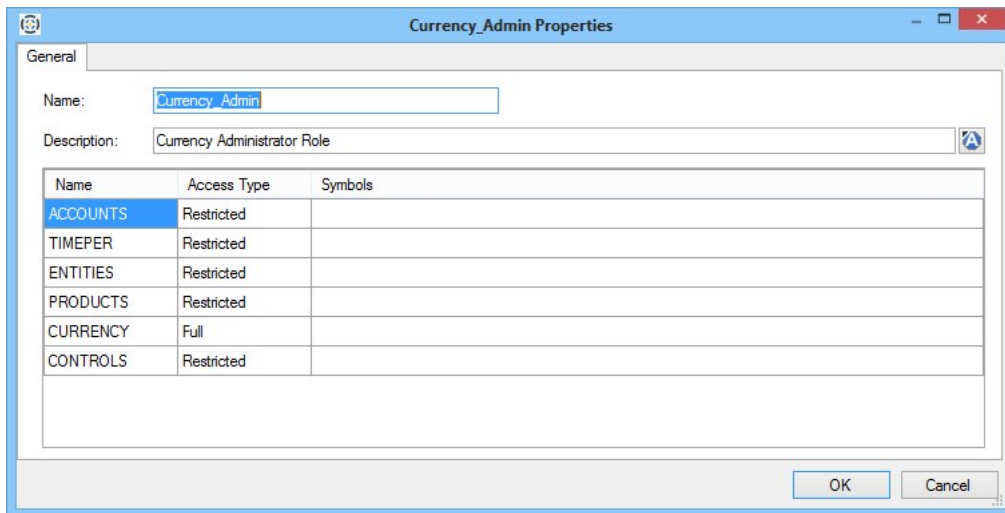 Currency_Admin Properties
General
Name: Currency_Admin
Description: Currency Administrator Role
Name Access Type Symbols
ACCOUNTS Restricted
TIMEPER Restricted
ENTITIES Restricted
PRODUCTS Restricted
CURRENCY Full
CONTROLS Restricted
OK Cancel